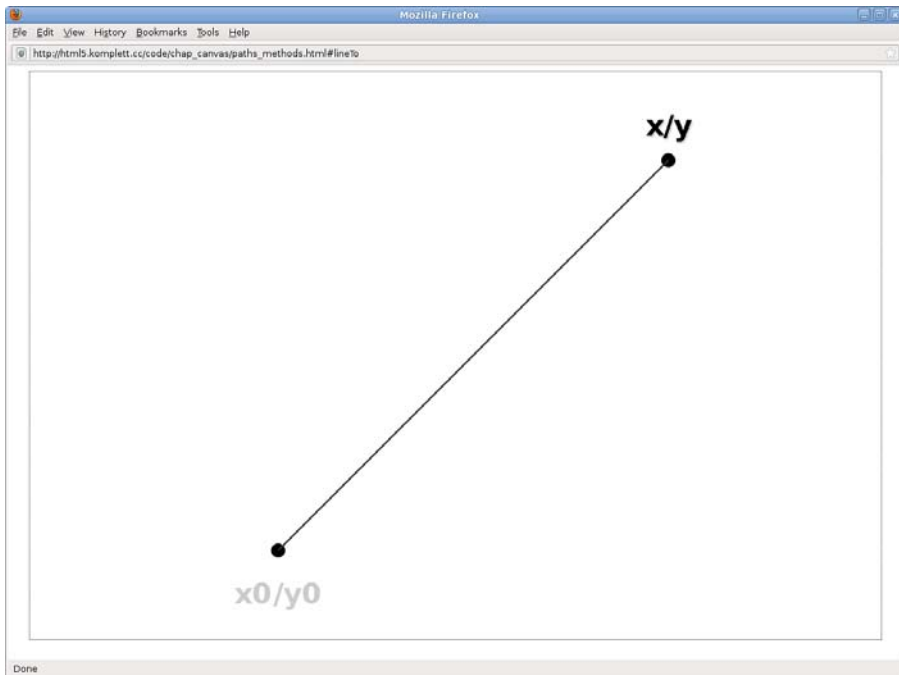 Mozilla Firefox
File Edit View History Bookmarks Tools Help
http://html5.komplett.cc/code/chap_canvas/paths_methods.html#lineTo
x/y
x0/y0
Done